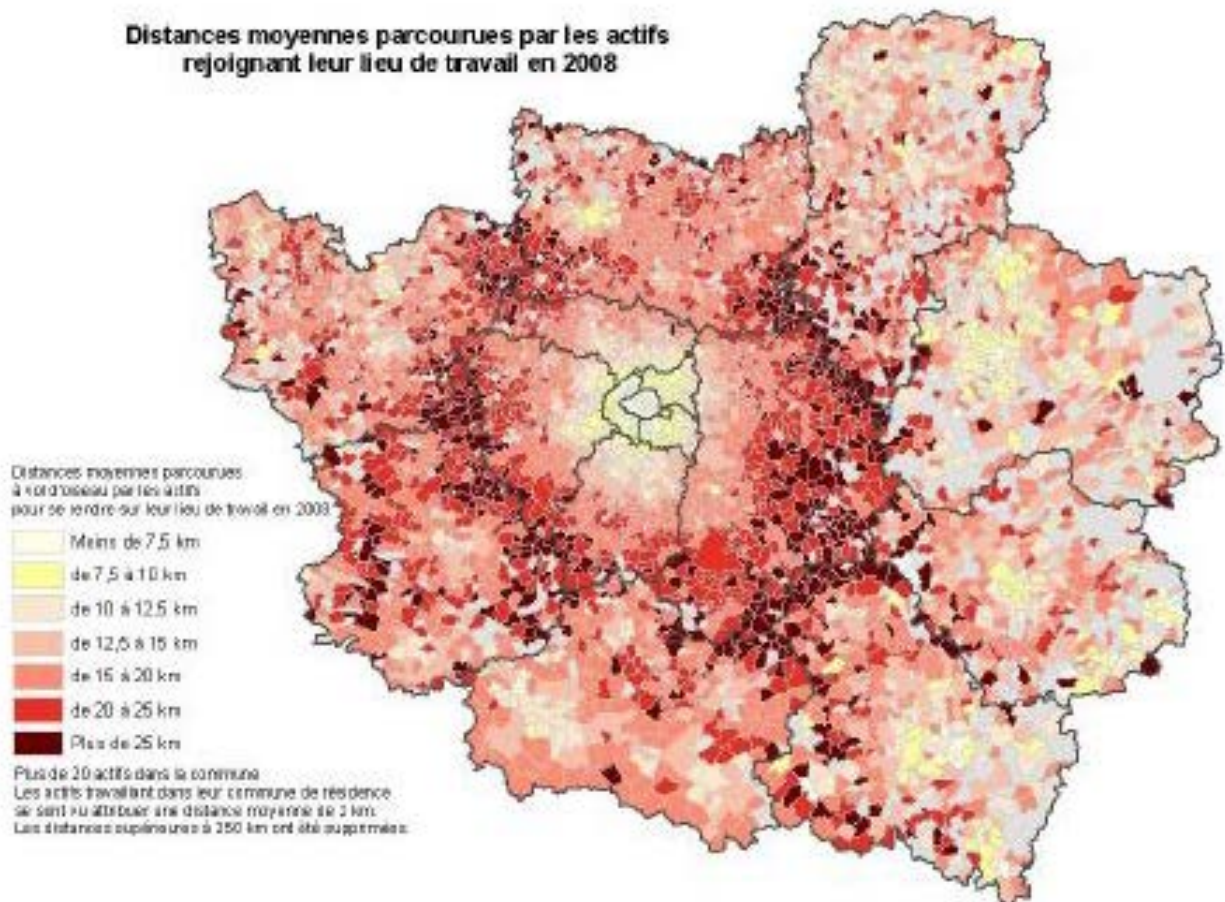 Distances moyennes parcourues par les actifs
rejoignant leur lieu de travail en 2008
Distances moyennes parcourues
à vol d'oiseau par les actifs
pour se rendre sur leur lieu de travail en 2008
Moins de 7,5 km
de 7,5 à 10 km
de 10 à 12,5 km
de 12,5 à 15 km
de 15 à 20 km
de 20 à 25 km
Plus de 25 km
Plus de 20 actifs dans la commune
Les actifs travaillant dans leur commune de résidence
se sont vu attribuer une distance moyenne de km.
Les distances supérieures à 250 km ont été supprimées